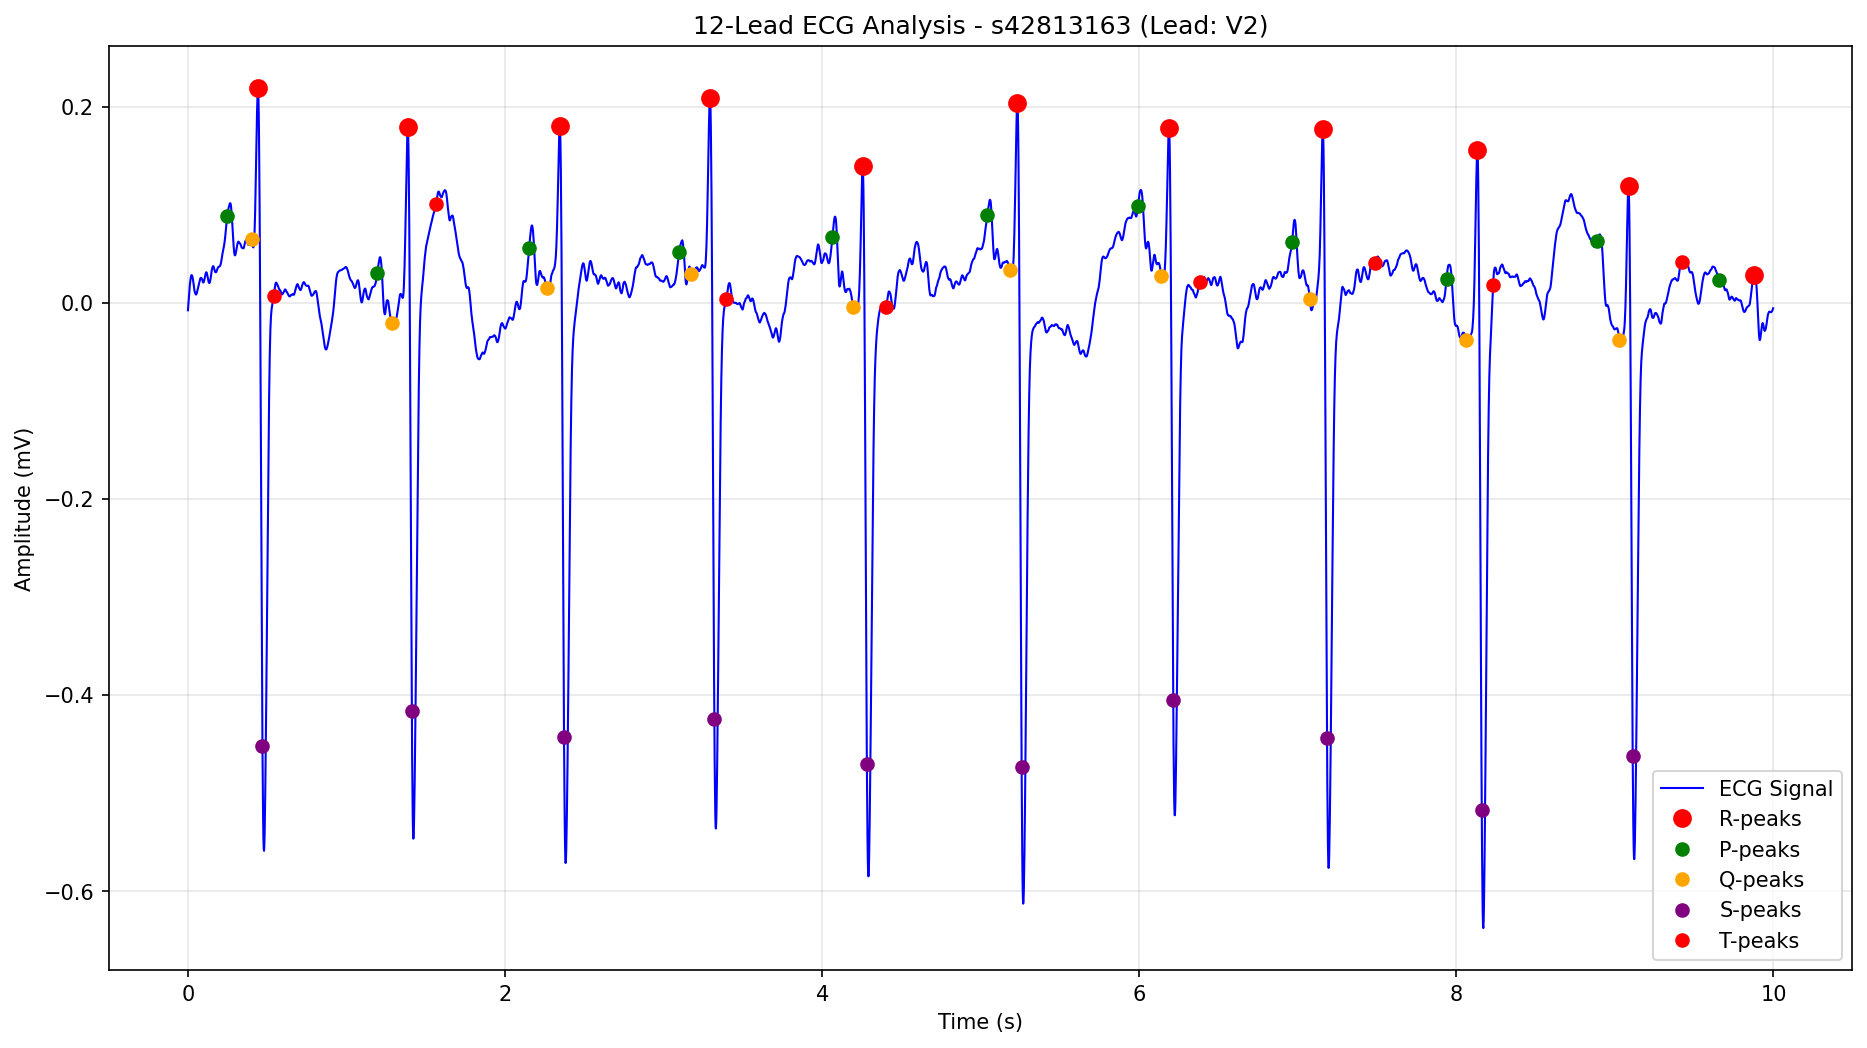 12-Lead ECG Analysis - s42813163 (Lead: V2)
Amplitude (mV)
0.2
0.0
−0.2
−0.4
−0.6
0 2 4 6 8 10
Time (s)
ECG Signal
R-peaks
P-peaks
Q-peaks
S-peaks
T-peaks